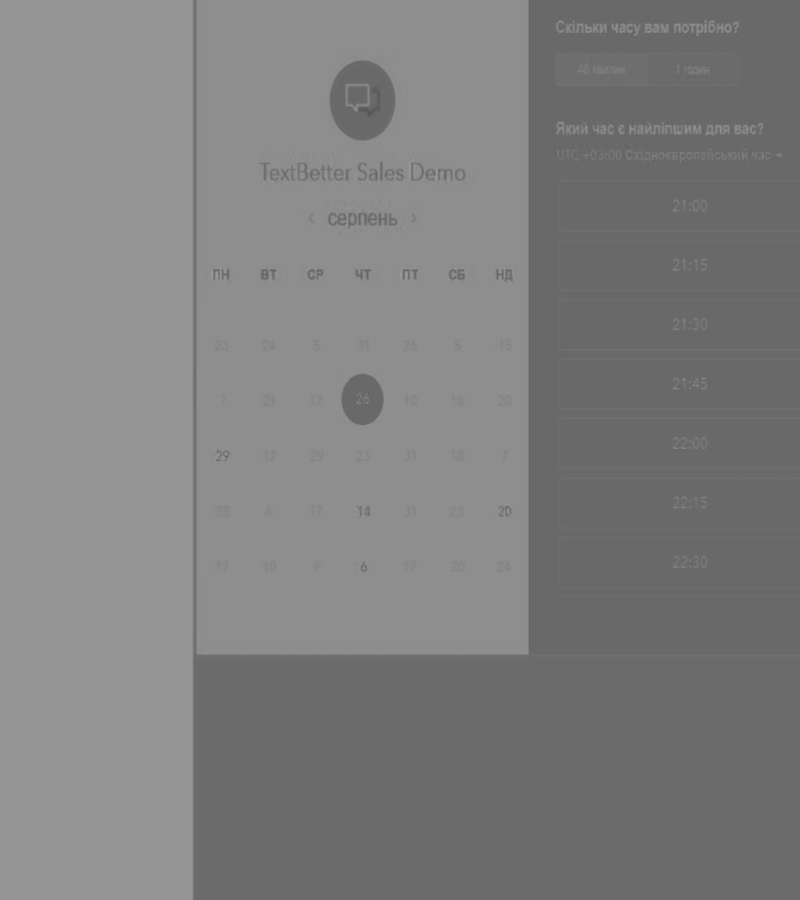 TextBetter Sales Demo
‹ серпень ›
ПН ВТ СР ЧТ ПТ СБ НД
23 24 5 31 26 5 15
7 21 17 26 10 18 20
29 12 29 23 31 18 7
28 6 17 14 31 23 20
17 10 9 6 17 20 24
Скільки часу вам потрібно?
40 хвилин 1 годин
Який час є найліпшим для вас?
UTC +03:00 Східноєвропейський час
21:00
21:15
21:30
21:45
22:00
22:15
22:30